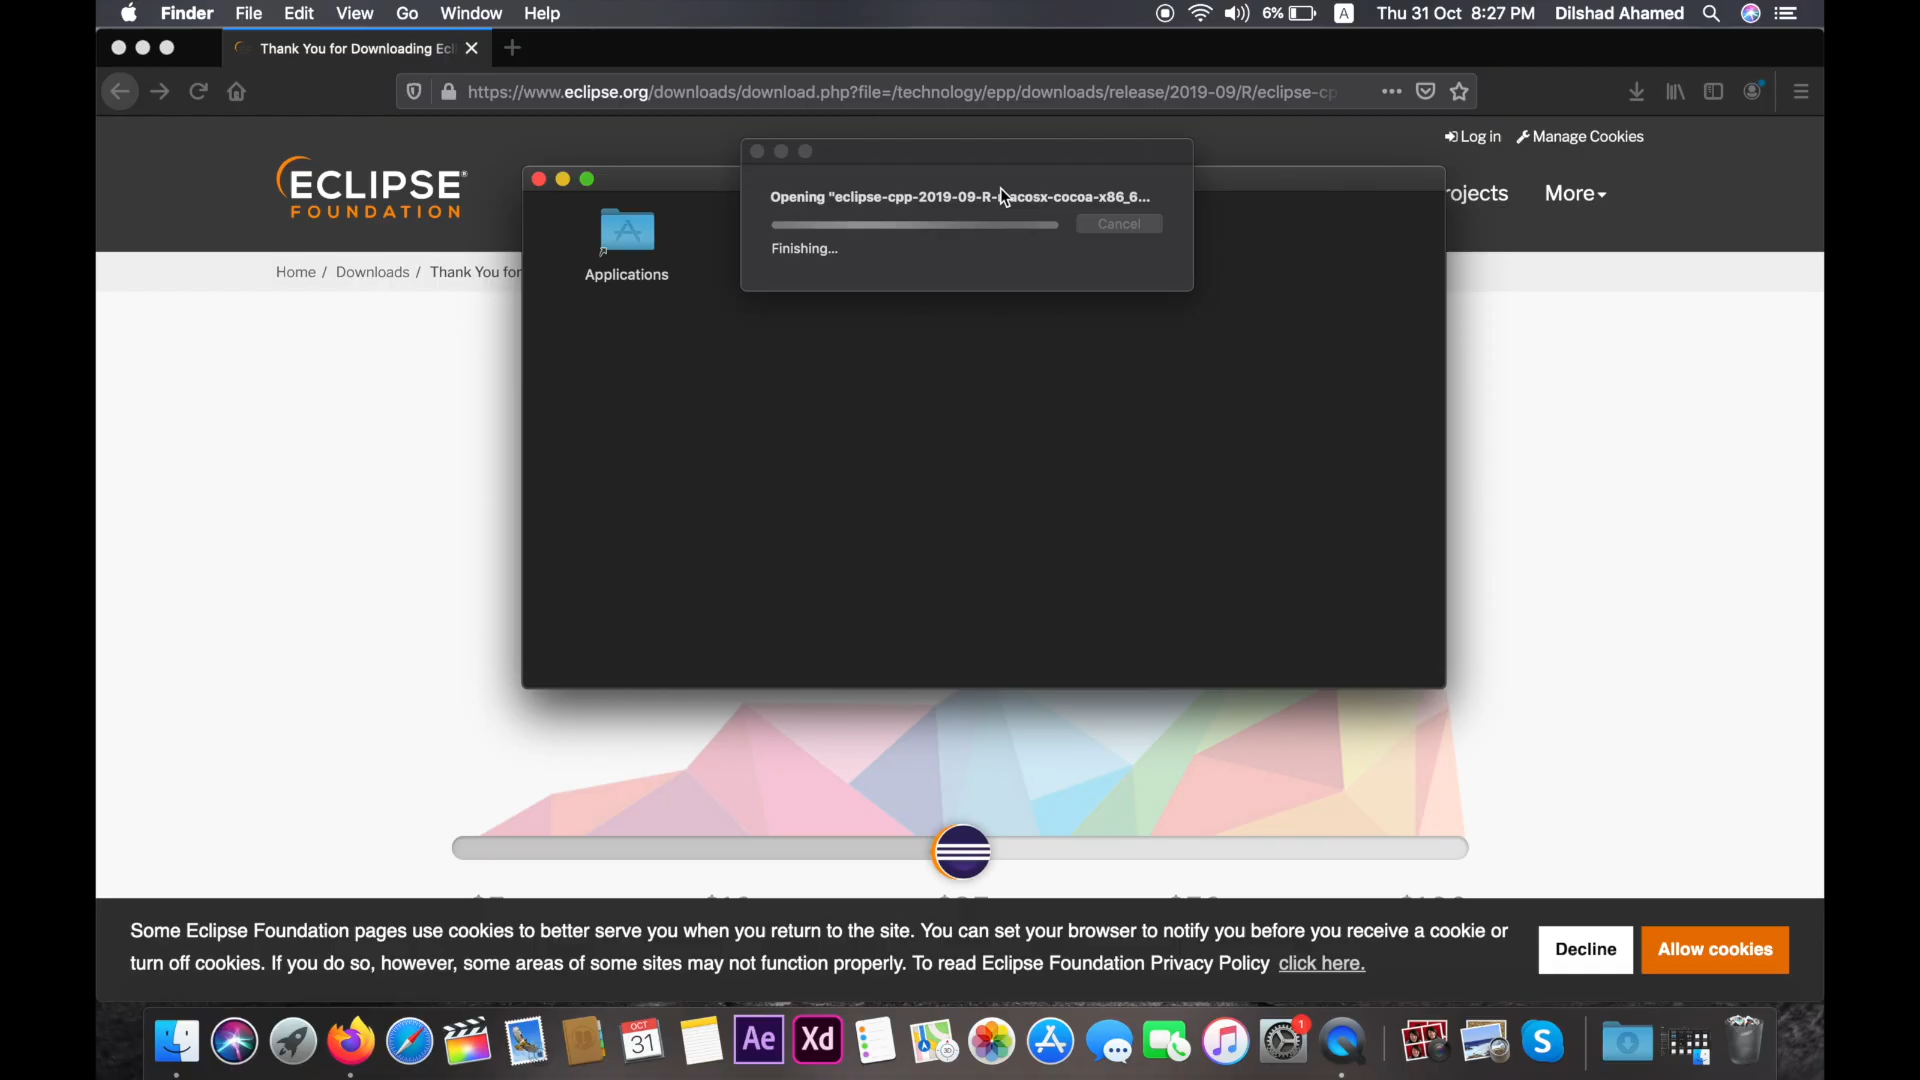 Finder File Edit View Go Window Help
6% A Thu 31 Oct 8:27 PM Dilshad Ahamed
Thank You for Downloading Ecl
https://www.eclipse.org/downloads/download.php?file=/technology/epp/downloads/release/2019-09/R/eclipse-cp
Log in Manage Cookies
ECLIPSE
FOUNDATION
ojects More
Opening "eclipse-cpp-2019-09-R-macosx-cocoa-x86_6...
Cancel
Finishing...
Applications
Home / Downloads / Thank You for
Some Eclipse Foundation pages use cookies to better serve you when you return to the site. You can set your browser to notify you before you receive a cookie or
turn off cookies. If you do so, however, some areas of some sites may not function properly. To read Eclipse Foundation Privacy Policy click here.
Decline Allow cookies
OCT
31
Ae Xd
3D
1
S